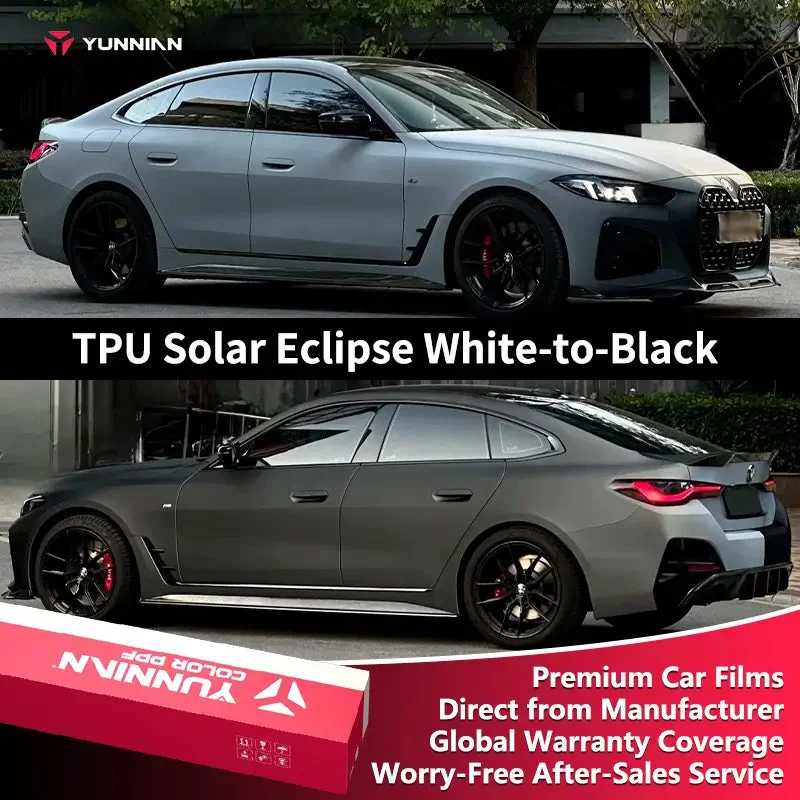 YUNNIAN
TPU Solar Eclipse White-to-Black
YUNNIAN®
COLOR PPF
Premium Car Films
Direct from Manufacturer
Global Warranty Coverage
Worry-Free After-Sales Service